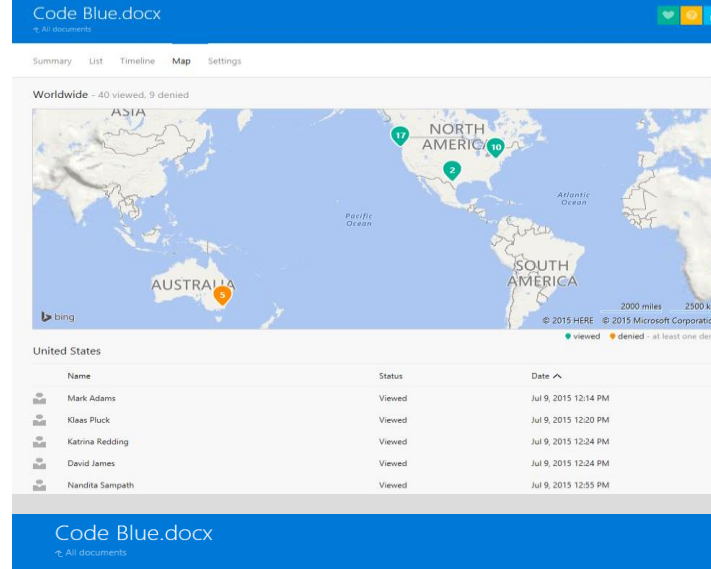 Code Blue.docx
All documents
Summary List Timeline Map Settings
Worldwide - 40 viewed, 9 denied
ASIA
NORTH
AMERICA
17
10
2
Atlantic
Ocean
Pacific
Ocean
SOUTH
AMERICA
AUSTRALIA
5
2000 miles 2500 k
bing
© 2015 HERE © 2015 Microsoft Corporatio
viewed denied - at least one den
United States
Name Status Date
Mark Adams Viewed Jul 9, 2015 12:14 PM
Klaas Pluck Viewed Jul 9, 2015 12:20 PM
Katrina Redding Viewed Jul 9, 2015 12:24 PM
David James Viewed Jul 9, 2015 12:24 PM
Nandita Sampath Viewed Jul 9, 2015 12:55 PM
Code Blue.docx
All documents